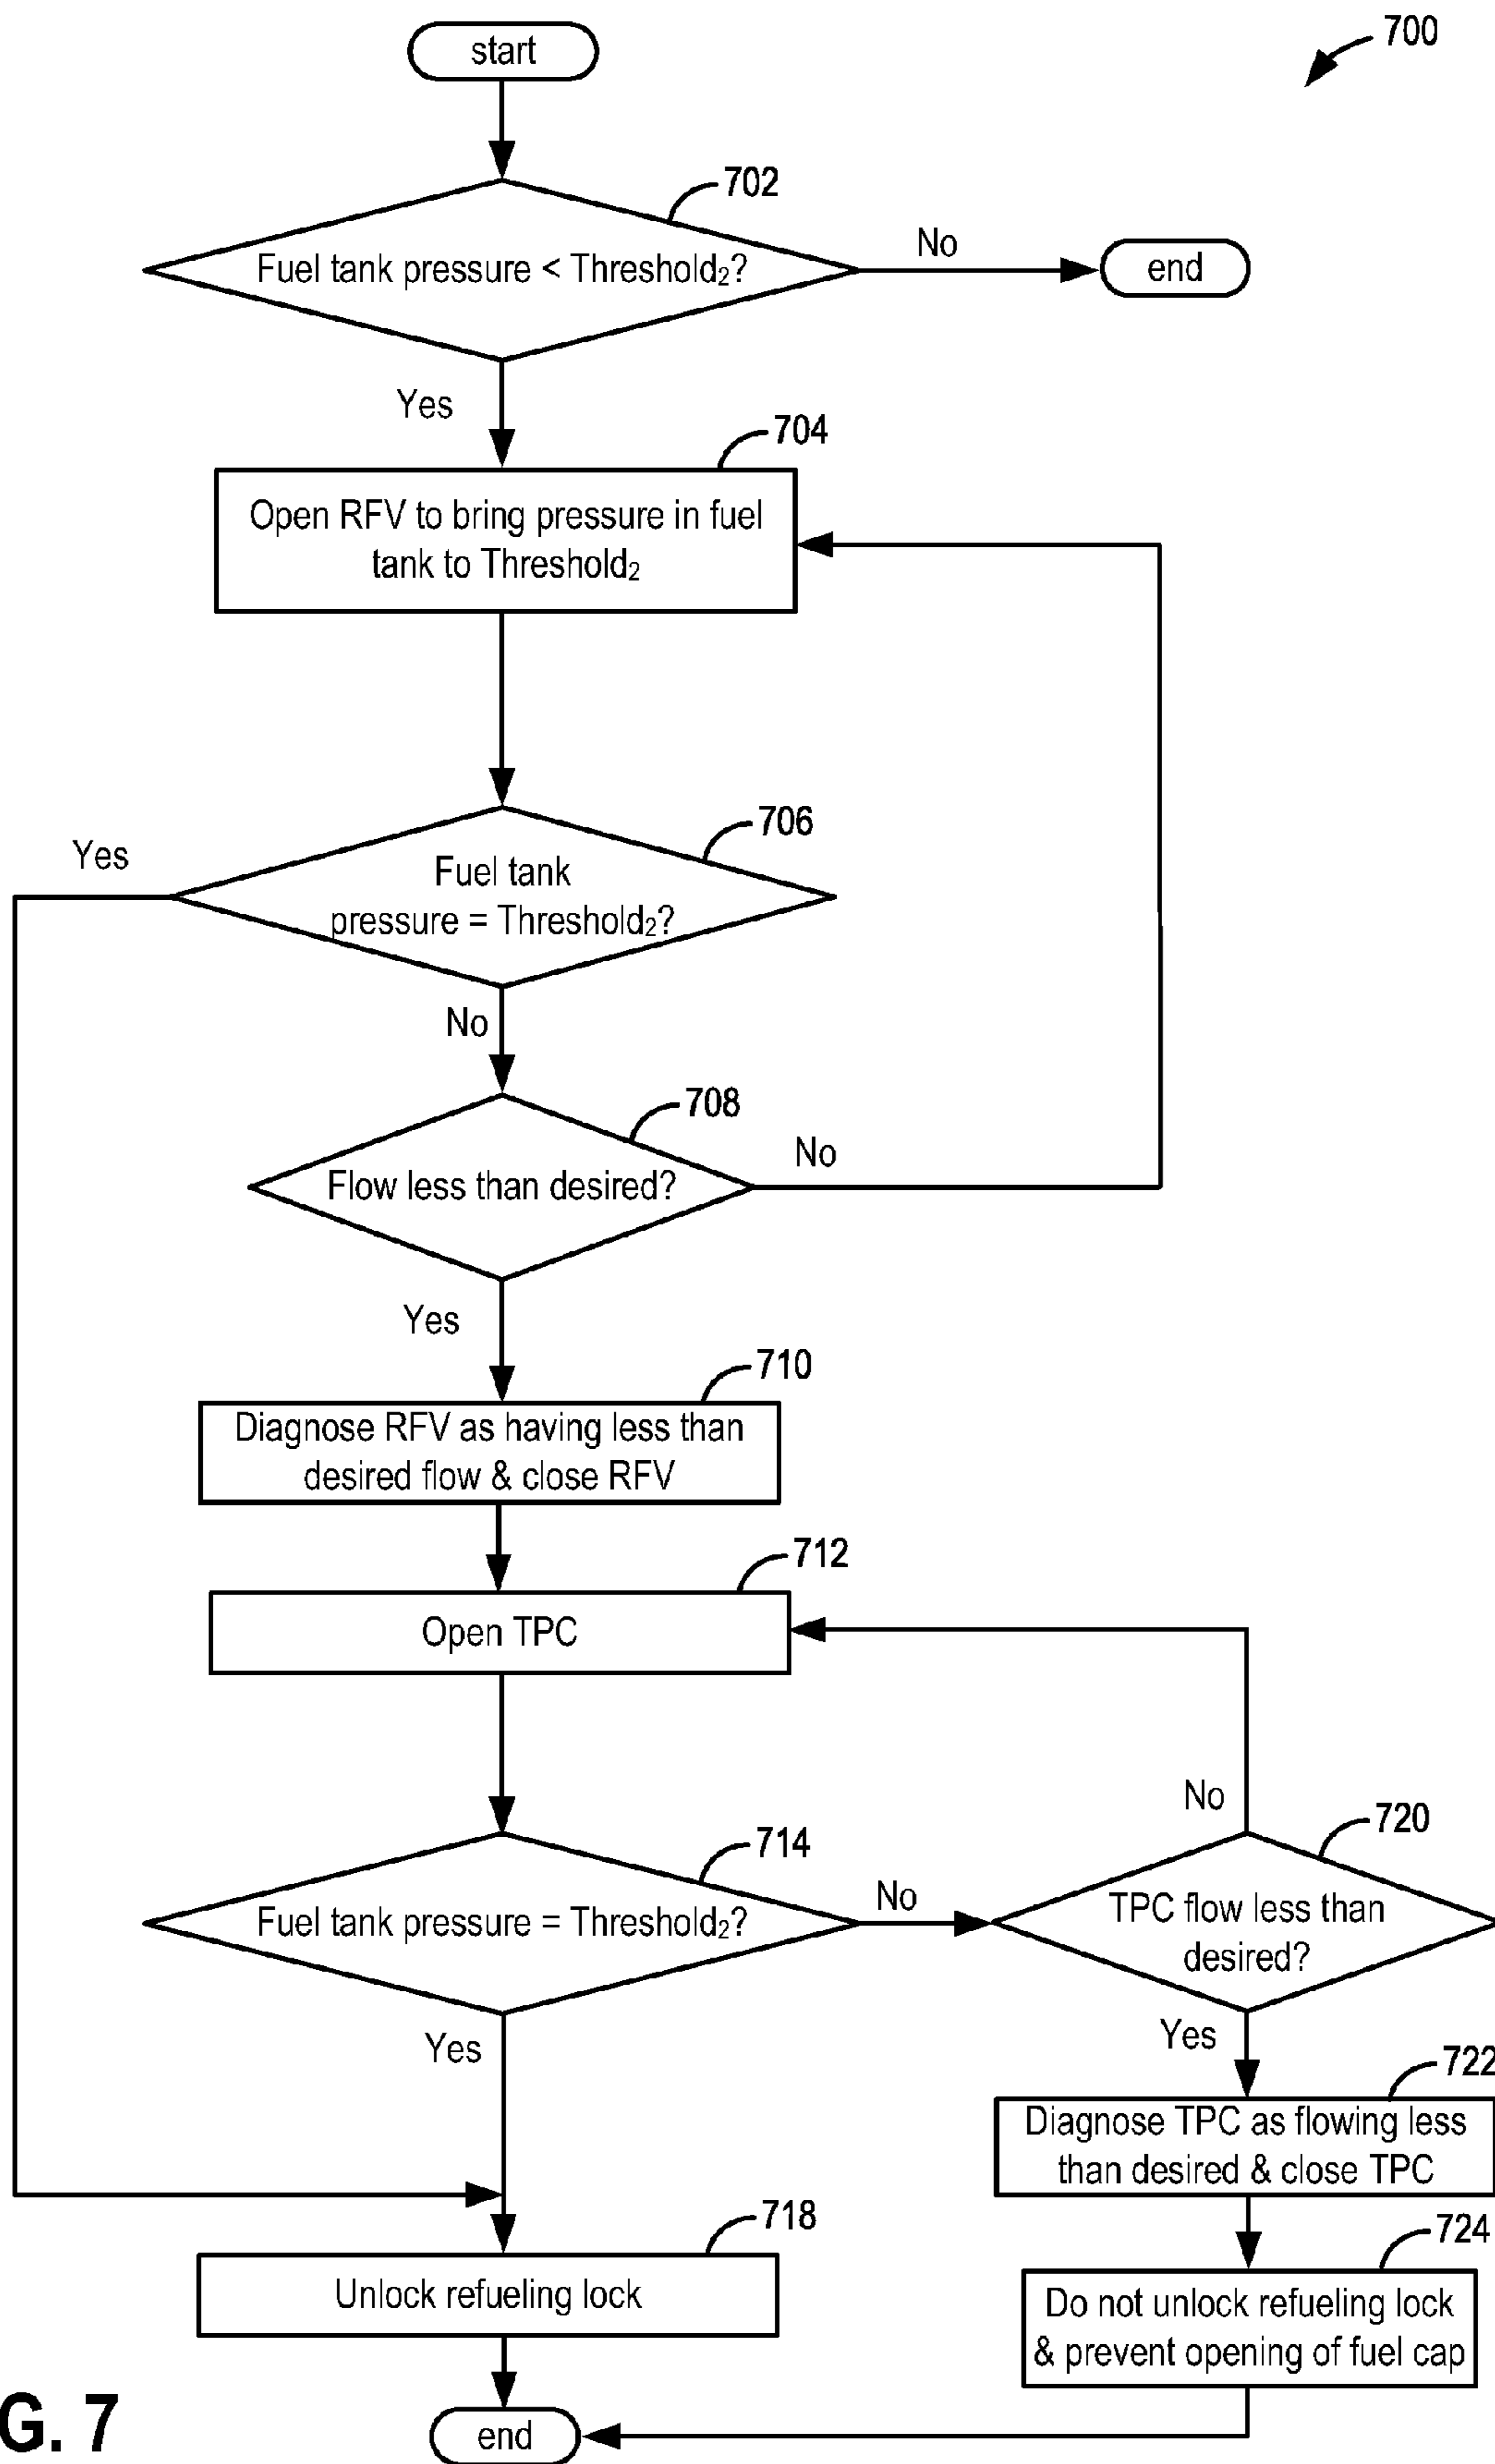 start
700
702
Fuel tank pressure < Threshold₂?
No
end
Yes
704
Open RFV to bring pressure in fuel
tank to Threshold₂
706
Yes
Fuel tank
pressure = Threshold₂?
No
708
Flow less than desired?
No
Yes
710
Diagnose RFV as having less than
desired flow & close RFV
712
Open TPC
No
720
714
Fuel tank pressure = Threshold₂?
No
TPC flow less than
desired?
Yes
Yes
722
Diagnose TPC as flowing less
than desired & close TPC
718
Unlock refueling lock
724
Do not unlock refueling lock
& prevent opening of fuel cap
end
G. 7